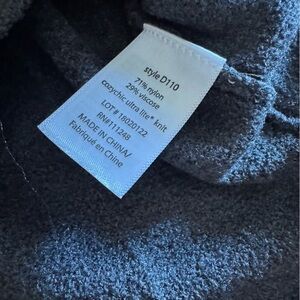 style D110
71% nylon
29% viscose
cozychic ultra lite® knit
LOT # 18020122
RN#111248
MADE IN CHINA/
Fabriqué en Chine